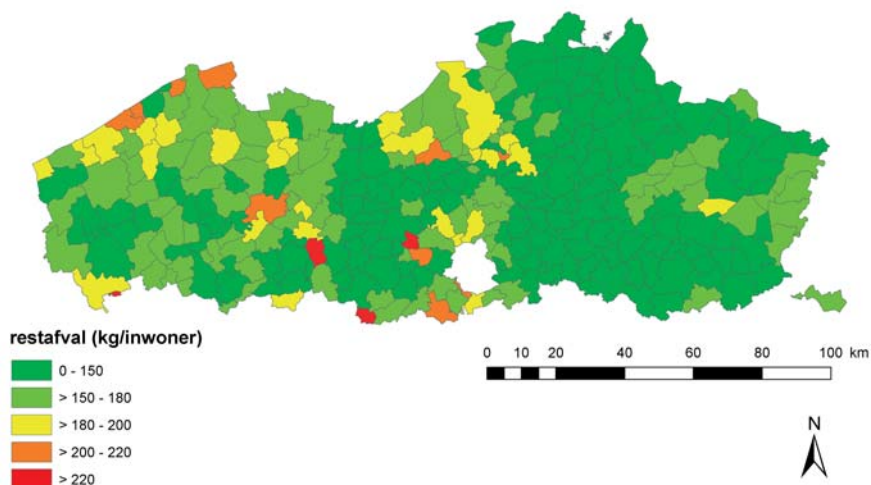 restafval (kg/inwoner)
0 - 150
> 150 - 180
> 180 - 200
> 200 - 220
> 220
0 10 20 40 60 80 100 km
N